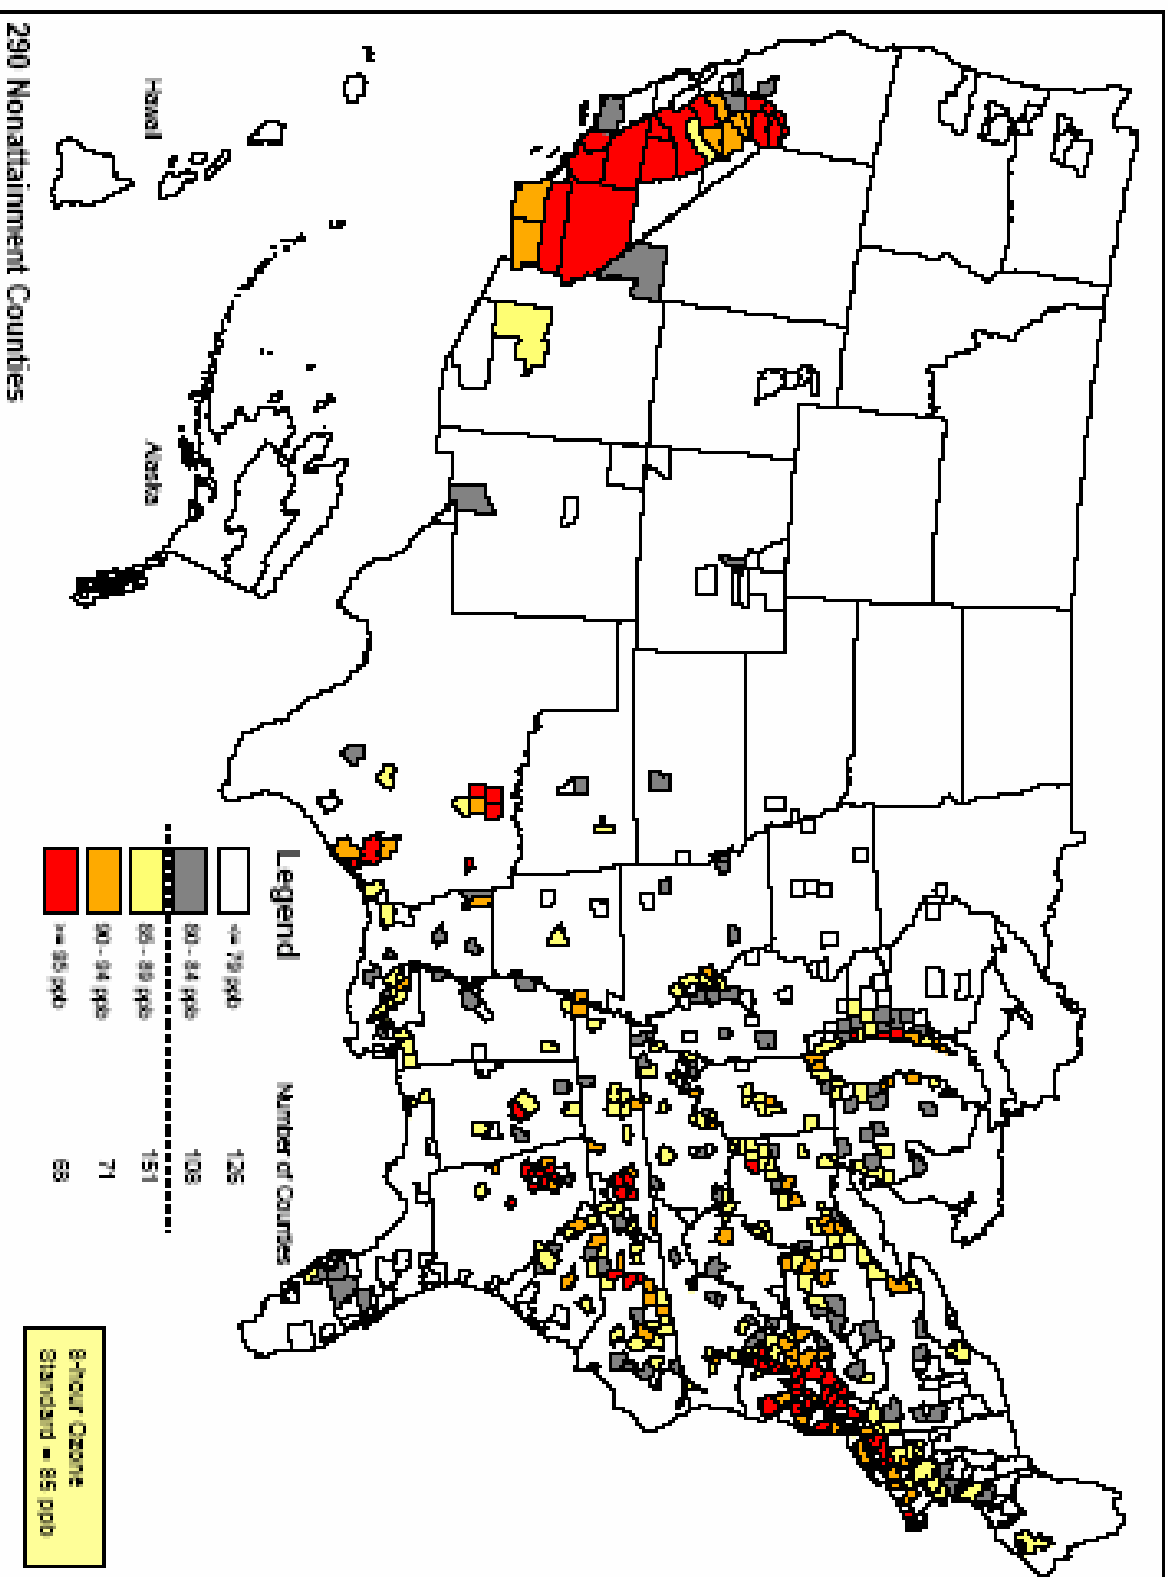 Hawaii
Alaska
Legend
Number of Counties
<= 79 ppb
126
80 - 84 ppb
109
85 - 89 ppb
151
90 - 94 ppb
71
>= 95 ppb
68
290 Nonattainment Counties
8-hour Ozone
Standard = 85 ppb